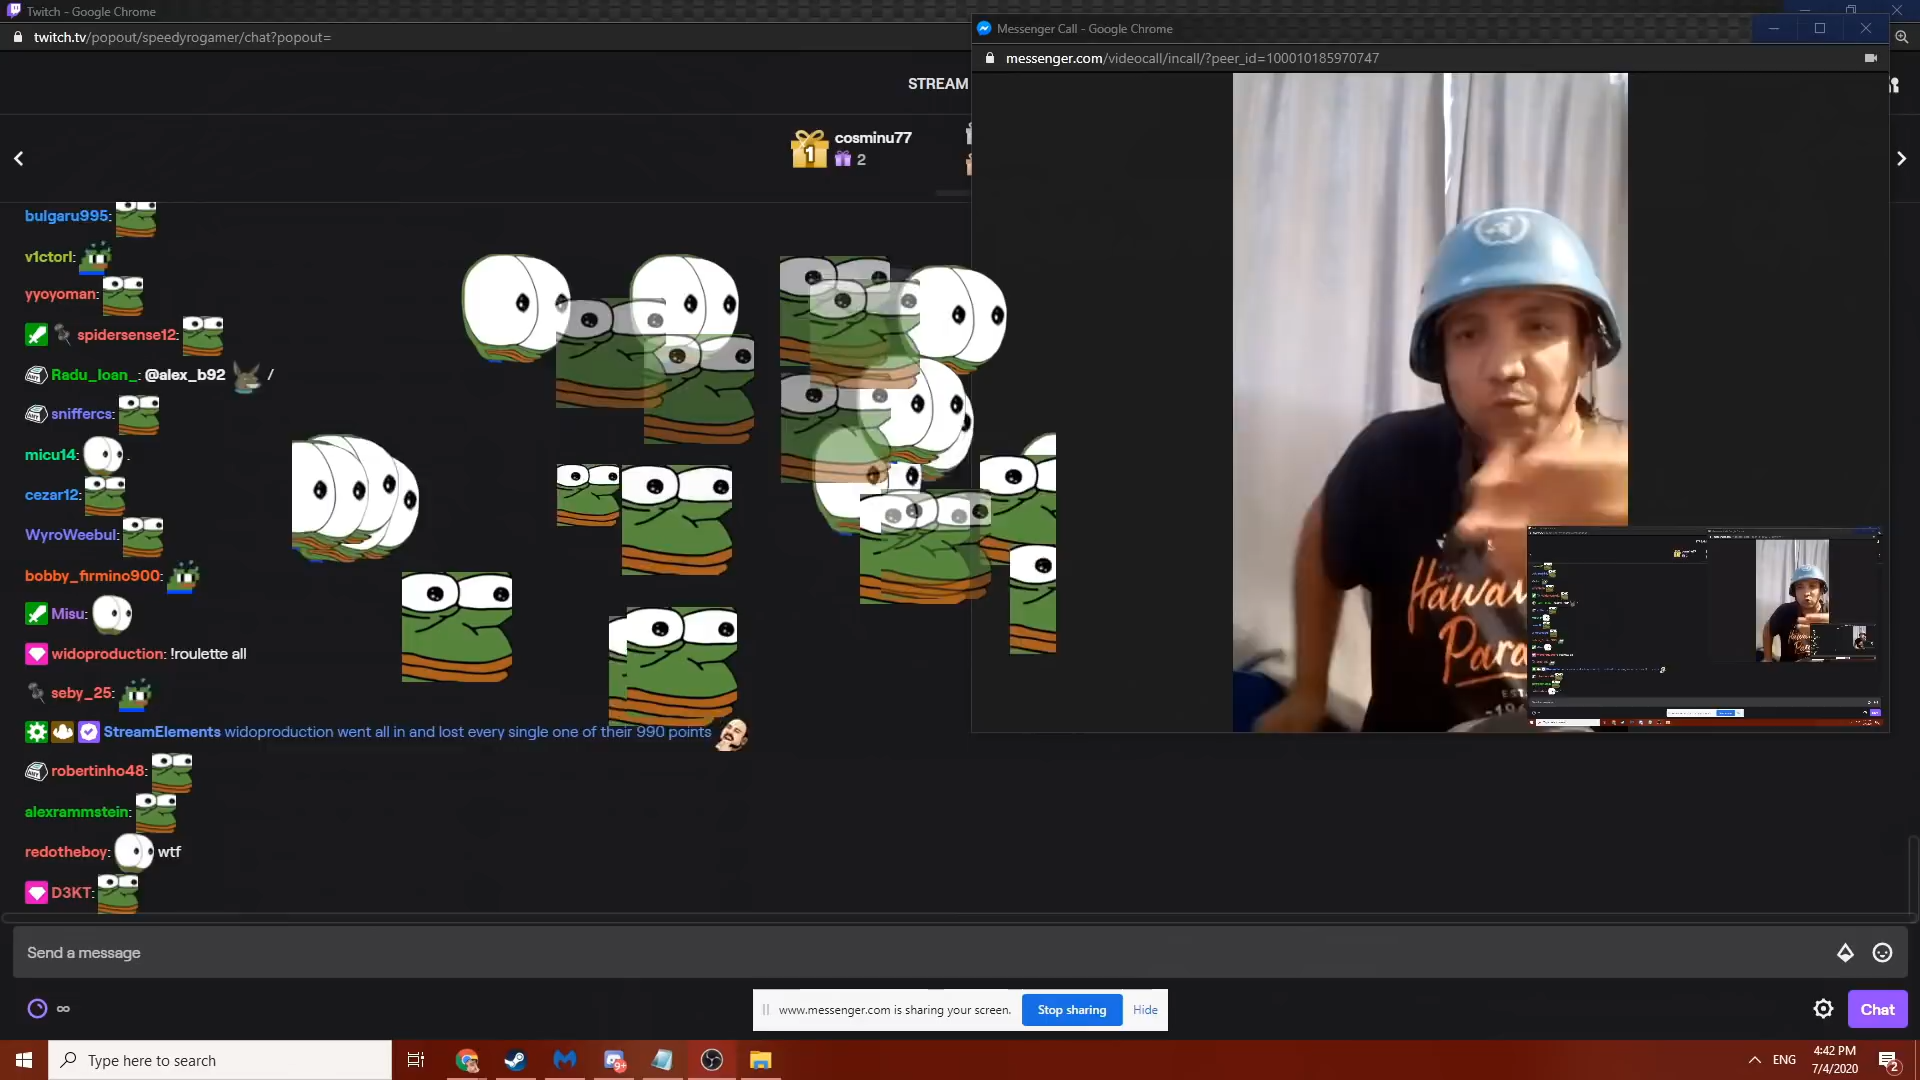 Twitch - Google Chrome
twitch.tv/popout/speedyrogamer/chat?popout=
Messenger Call - Google Chrome
messenger.com/videocall/incall/?peer_id=100010185970747
STREAM
1
cosminu77
2
bulgaru995:
v1ctorl:
yyoyoman:
spidersense12:
Radu_Ioan_: @alex_b92 /
sniffercs:
micu14: .
cezar12:
WyroWeebul:
bobby_firmino900:
Misu:
widoproduction: !roulette all
seby_25:
StreamElements widoproduction went all in and lost every single one of their 990 points
robertinho48:
alexrammstein:
redotheboy: wtf
D3KT:
Send a message
∞
www.messenger.com is sharing your screen.
Stop sharing
Hide
Chat
Type here to search
9+
ENG
4:42 PM
7/4/2020
2